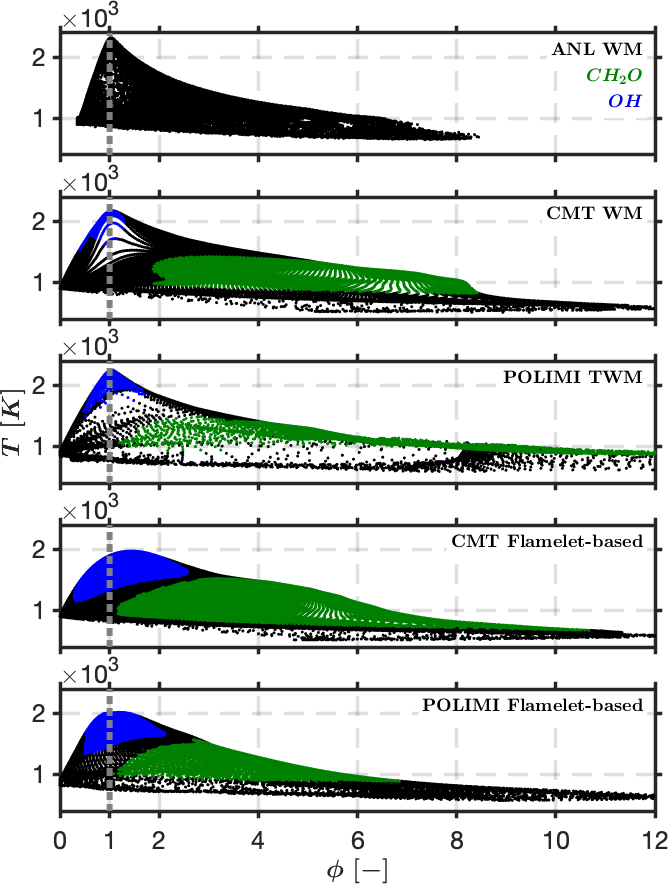 ×10³
ANL WM
2
CH₂O
OH
1
×10³
CMT WM
2
1
×10³
POLIMI TWM
2
1
T [K]
×10³
CMT Flamelet-based
2
1
×10³
POLIMI Flamelet-based
2
1
0 1 2 4 6 8 10 12
ϕ [−]